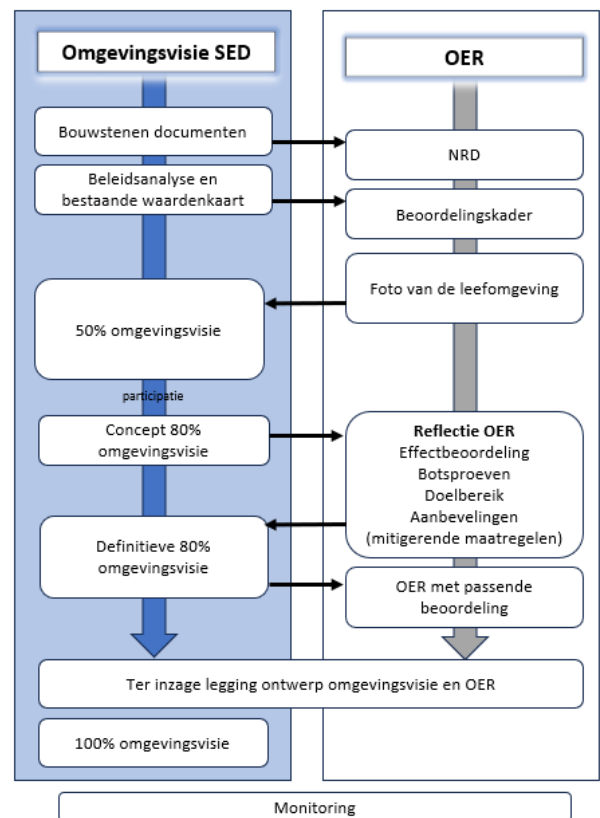 Omgevingsvisie SED
OER
Bouwstenen documenten
NRD
Beleidsanalyse en
bestaande waardenkaart
Beoordelingskader
Foto van de leefomgeving
50% omgevingsvisie
participatie
Concept 80%
omgevingsvisie
Reflectie OER
Effectbeoordeling
Botsproeven
Doelbereik
Aanbevelingen
(mitigerende maatregelen)
Definitieve 80%
omgevingsvisie
OER met passende
beoordeling
Ter inzage legging ontwerp omgevingsvisie en OER
100% omgevingsvisie
Monitoring